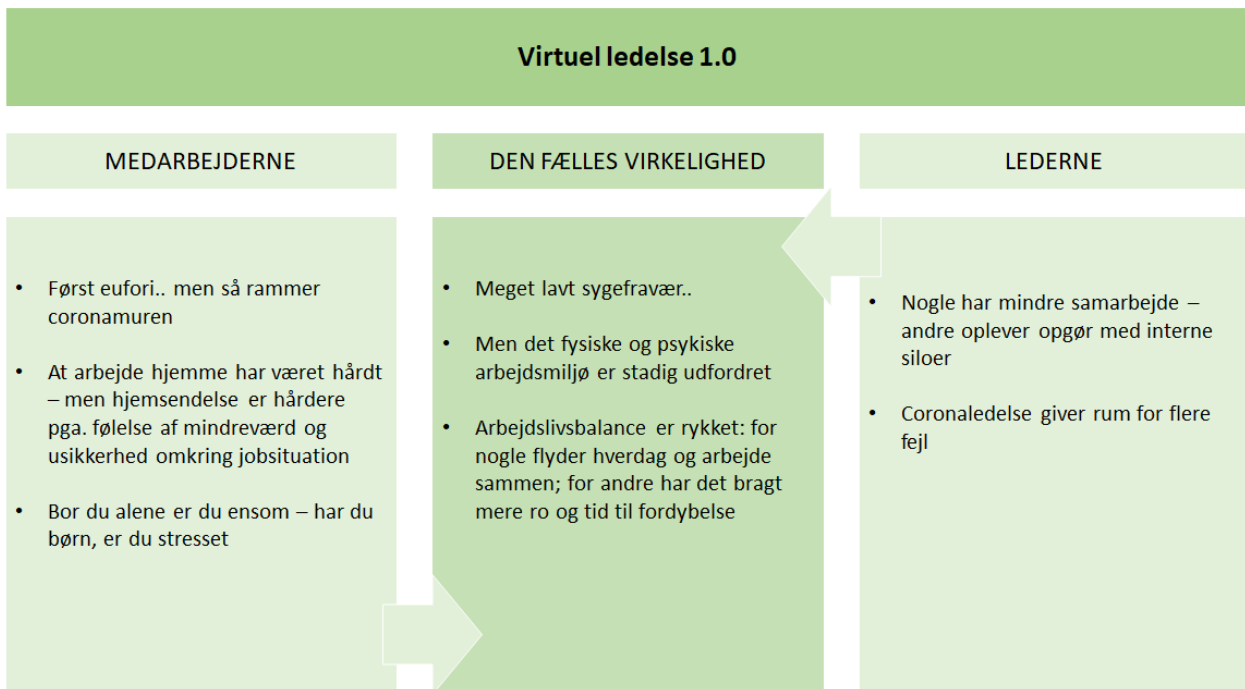 Virtuel ledelse 1.0
MEDARBEJDERNE
• Først eufori.. men så rammer
coronamuren
• At arbejde hjemme har været hårdt
– men hjemsendelse er hårdere
pga. følelse af mindreværd og
usikkerhed omkring jobsituation
• Bor du alene er du ensom – har du
børn, er du stresset
DEN FÆLLES VIRKELIGHED
• Meget lavt sygefravær..
• Men det fysiske og psykiske
arbejdsmiljø er stadig udfordret
• Arbejdslivsbalance er rykket: for
nogle flyder hverdag og arbejde
sammen; for andre har det bragt
mere ro og tid til fordybelse
LEDERNE
• Nogle har mindre samarbejde –
andre oplever opgør med interne
siloer
• Coronaledelse giver rum for flere
fejl